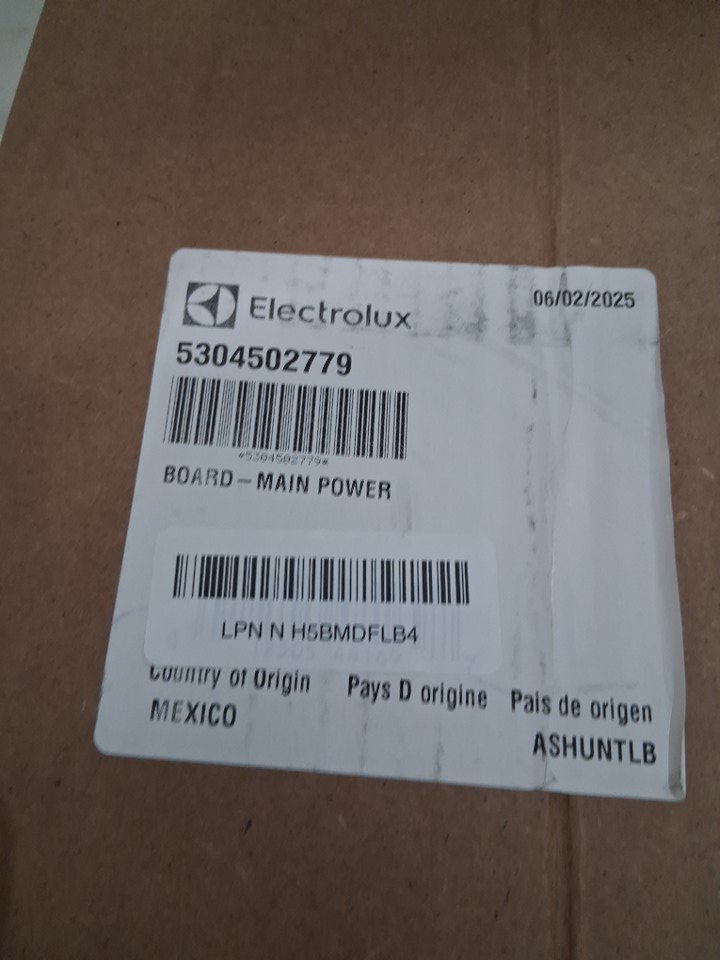 Electrolux
06/02/2025
5304502779
*5304502779*
BOARD-MAIN POWER
LPN N H5BMDFLB4
Country of Origin Pays D origine Pais de origen
MEXICO
ASHUNTLB